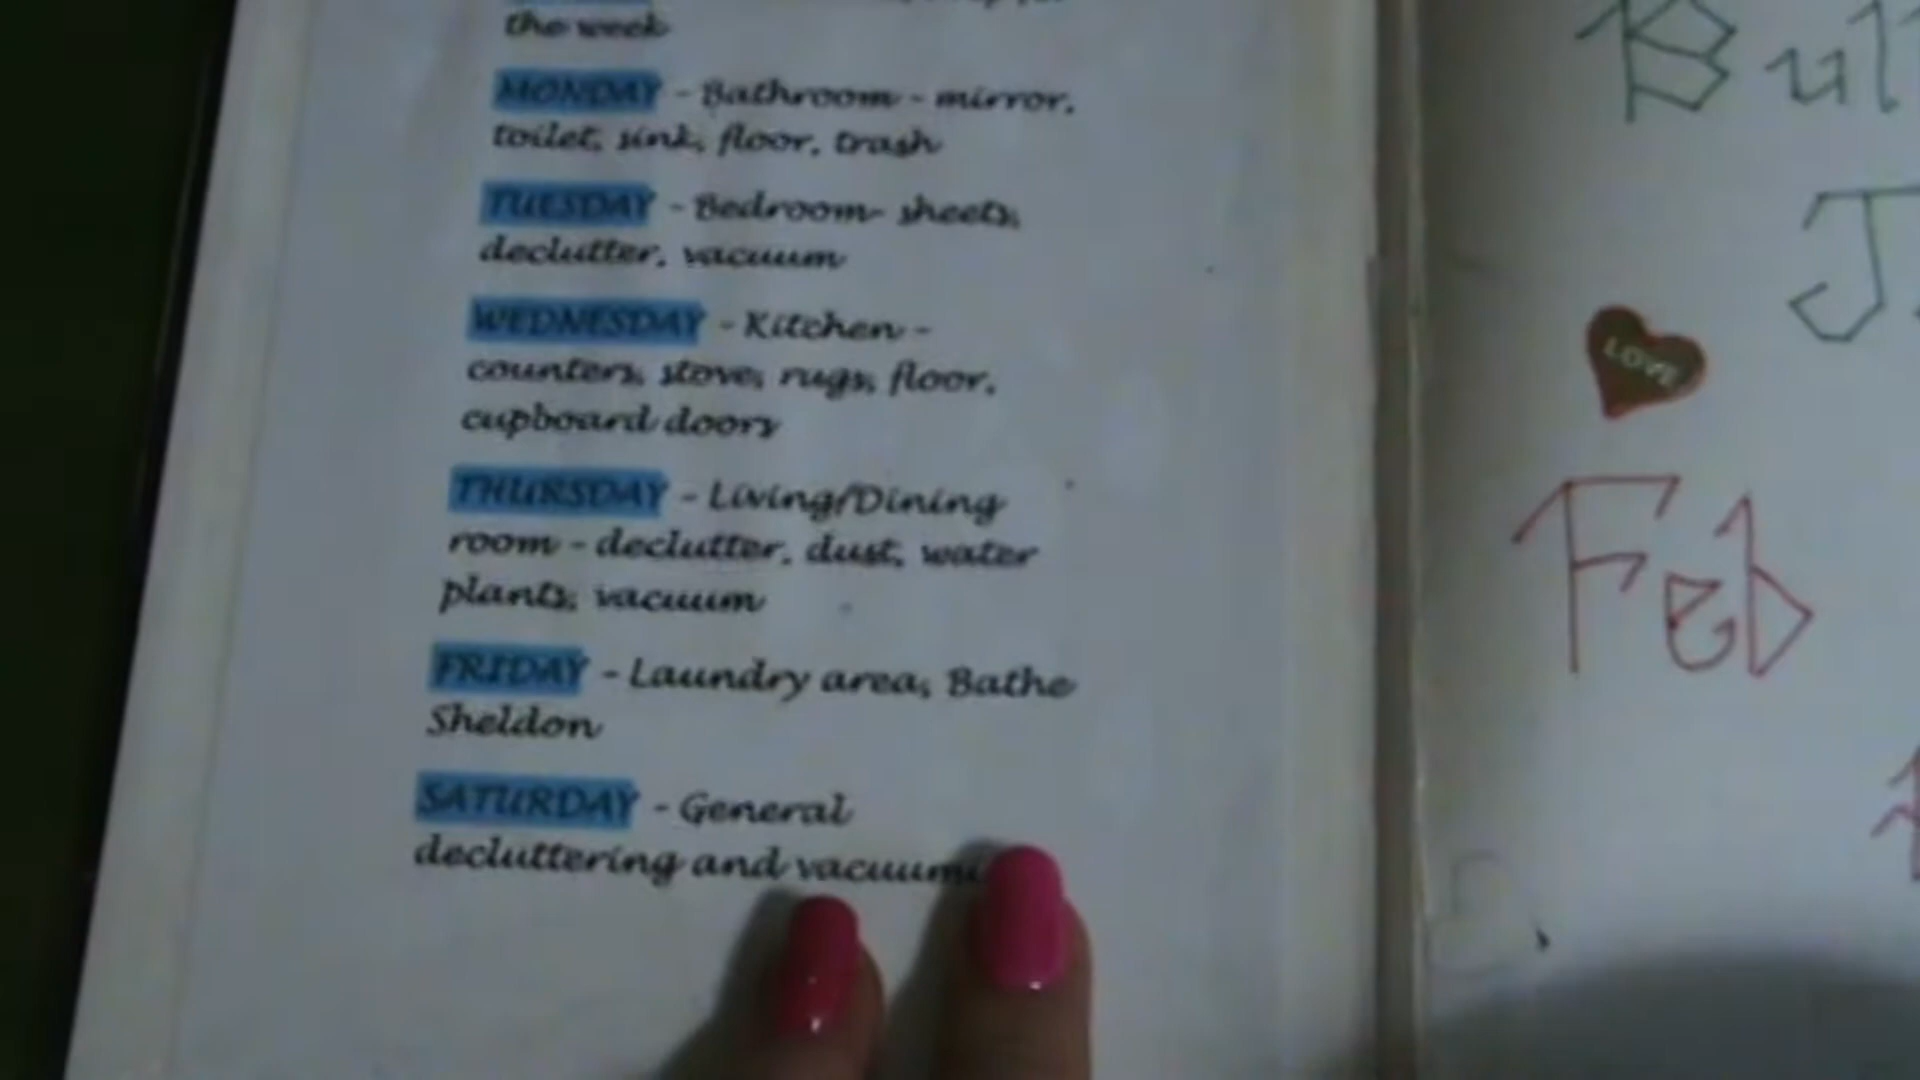 the week
MONDAY - Bathroom - mirror,
toilet, sink, floor, trash
TUESDAY - Bedroom- sheets,
declutter, vacuum
WEDNESDAY - Kitchen -
counters, stove, rugs, floor,
cupboard doors
THURSDAY - Living/Dining
room - declutter, dust, water
plants, vacuum
FRIDAY - Laundry area, Bathe
Sheldon
SATURDAY - General
decluttering and
LOVE
Feb